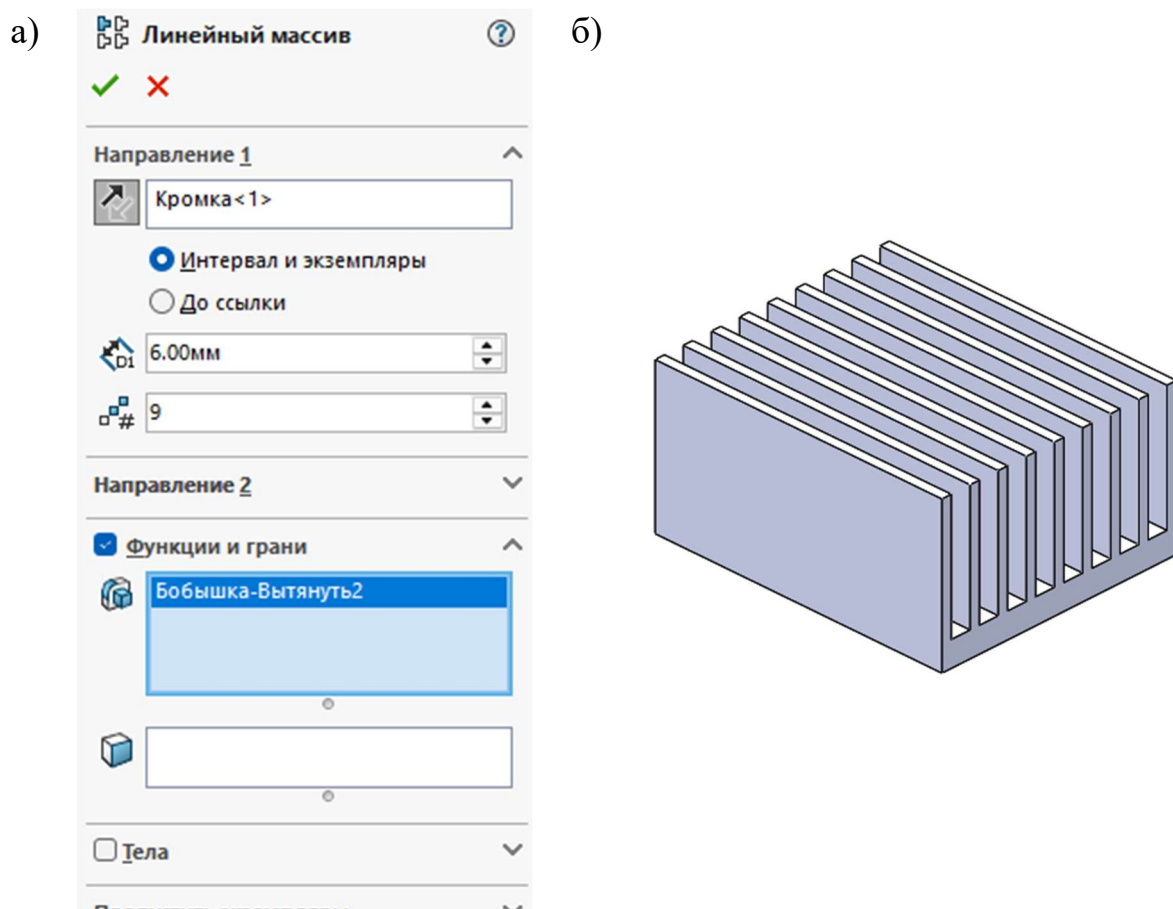 а)
Линейный массив
б)
Направление 1
Кромка<1>
Интервал и экземпляры
До ссылки
D1 6.00мм
# 9
Направление 2
Функции и грани
Бобышка-Вытянуть2
Тела